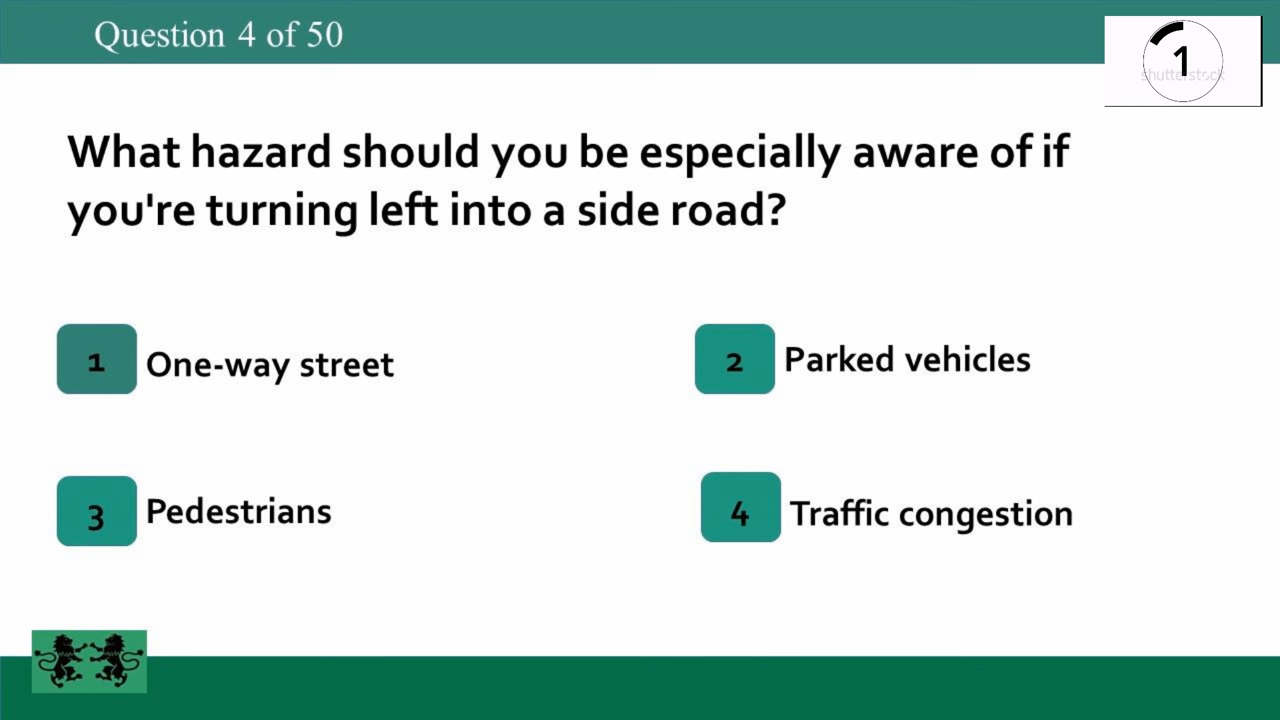 Question 4 of 50
1
shutterstock
What hazard should you be especially aware of if
you're turning left into a side road?
1 One-way street
2 Parked vehicles
3 Pedestrians
4 Traffic congestion